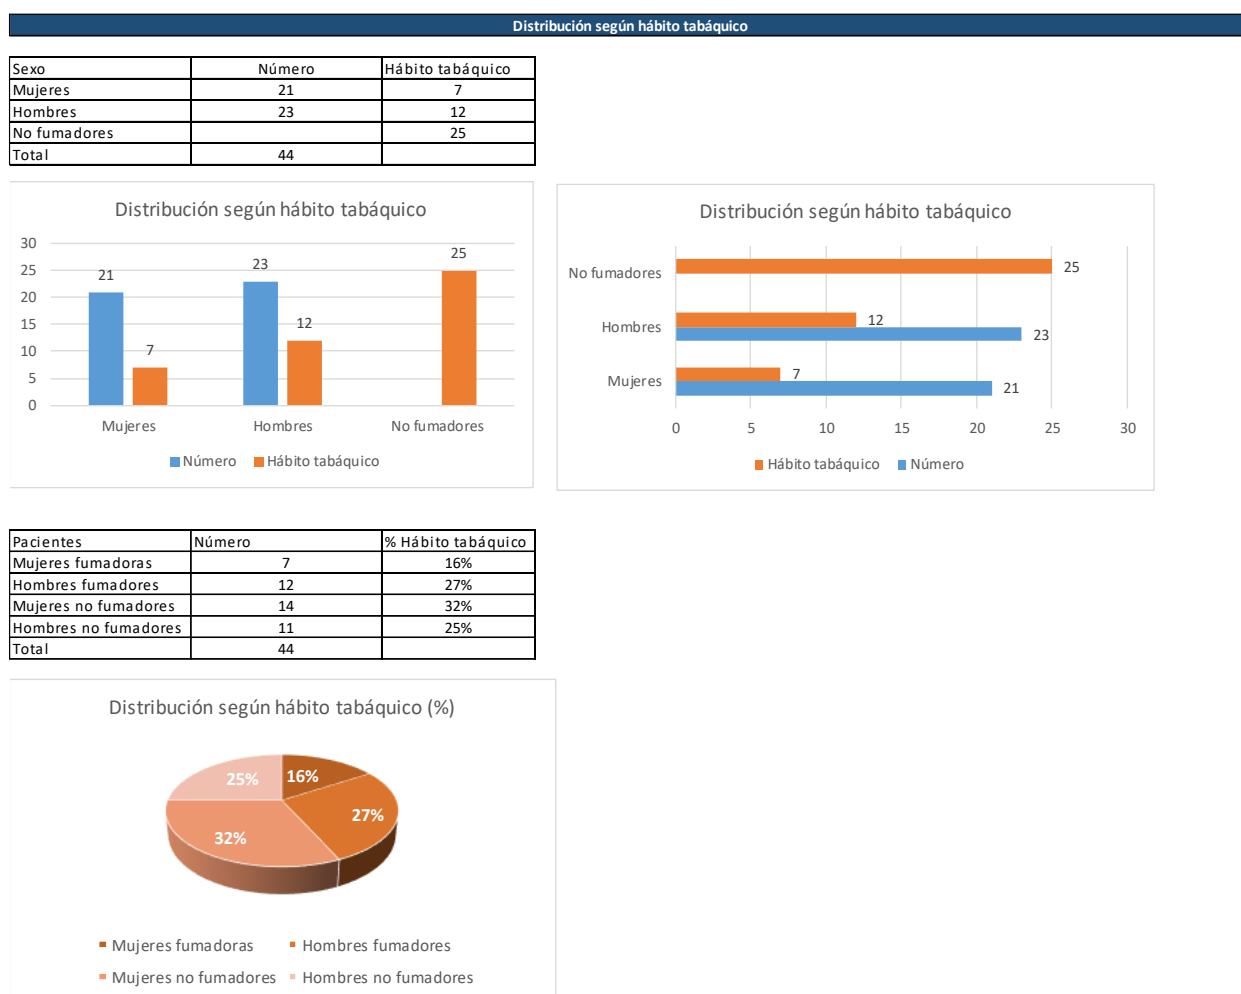 Distribución según hábito tabáquico
Sexo Número Hábito tabáquico
Mujeres 21 7
Hombres 23 12
No fumadores 25
Total 44
Distribución según hábito tabáquico
30
25
20
15
10
5
0
21
7
23
12
25
Mujeres Hombres No fumadores
Número Hábito tabáquico
Distribución según hábito tabáquico
No fumadores 25
Hombres 12
23
Mujeres 7
21
0 5 10 15 20 25 30
Hábito tabáquico Número
Pacientes Número % Hábito tabáquico
Mujeres fumadoras 7 16%
Hombres fumadores 12 27%
Mujeres no fumadores 14 32%
Hombres no fumadores 11 25%
Total 44
Distribución según hábito tabáquico (%)
25% 16%
27%
32%
Mujeres fumadoras Hombres fumadores
Mujeres no fumadores Hombres no fumadores